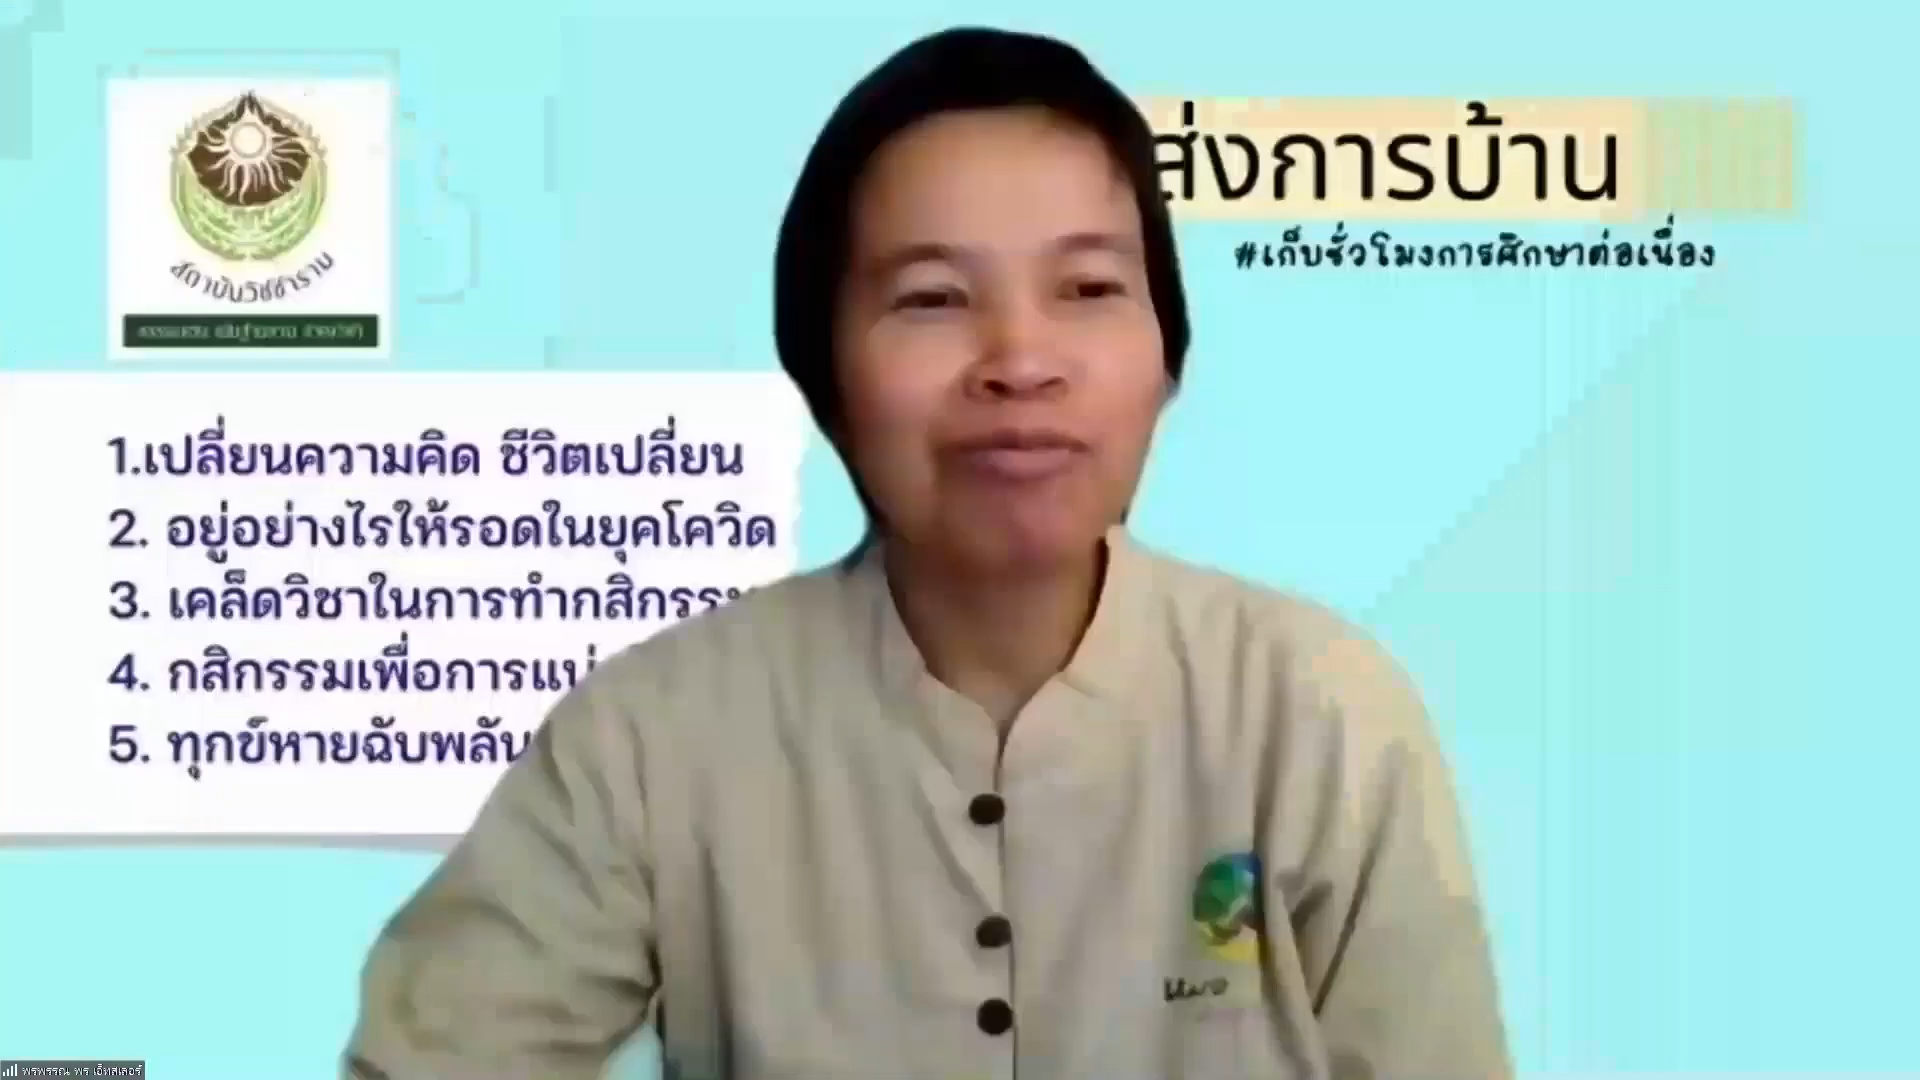 สถาบันวิชชาราม
ส่งการบ้าน
#เก็บชั่วโมงการศึกษาต่อเนื่อง
1.เปลี่ยนความคิด ชีวิตเปลี่ยน
2. อยู่อย่างไรให้รอดในยุคโควิด
3. เคล็ดวิชาในการทำกสิกรรม
4. กสิกรรมเพื่อการแบ่
5. ทุกข์หายฉับพลัน